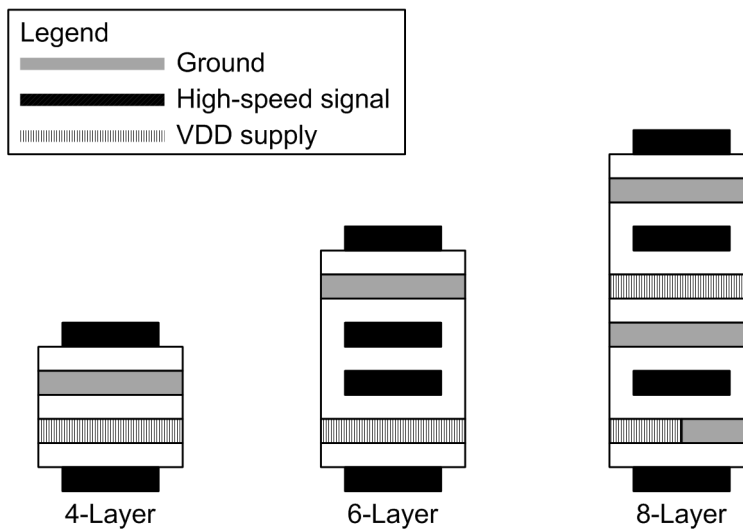 Legend
Ground
High-speed signal
VDD supply
4-Layer
6-Layer
8-Layer